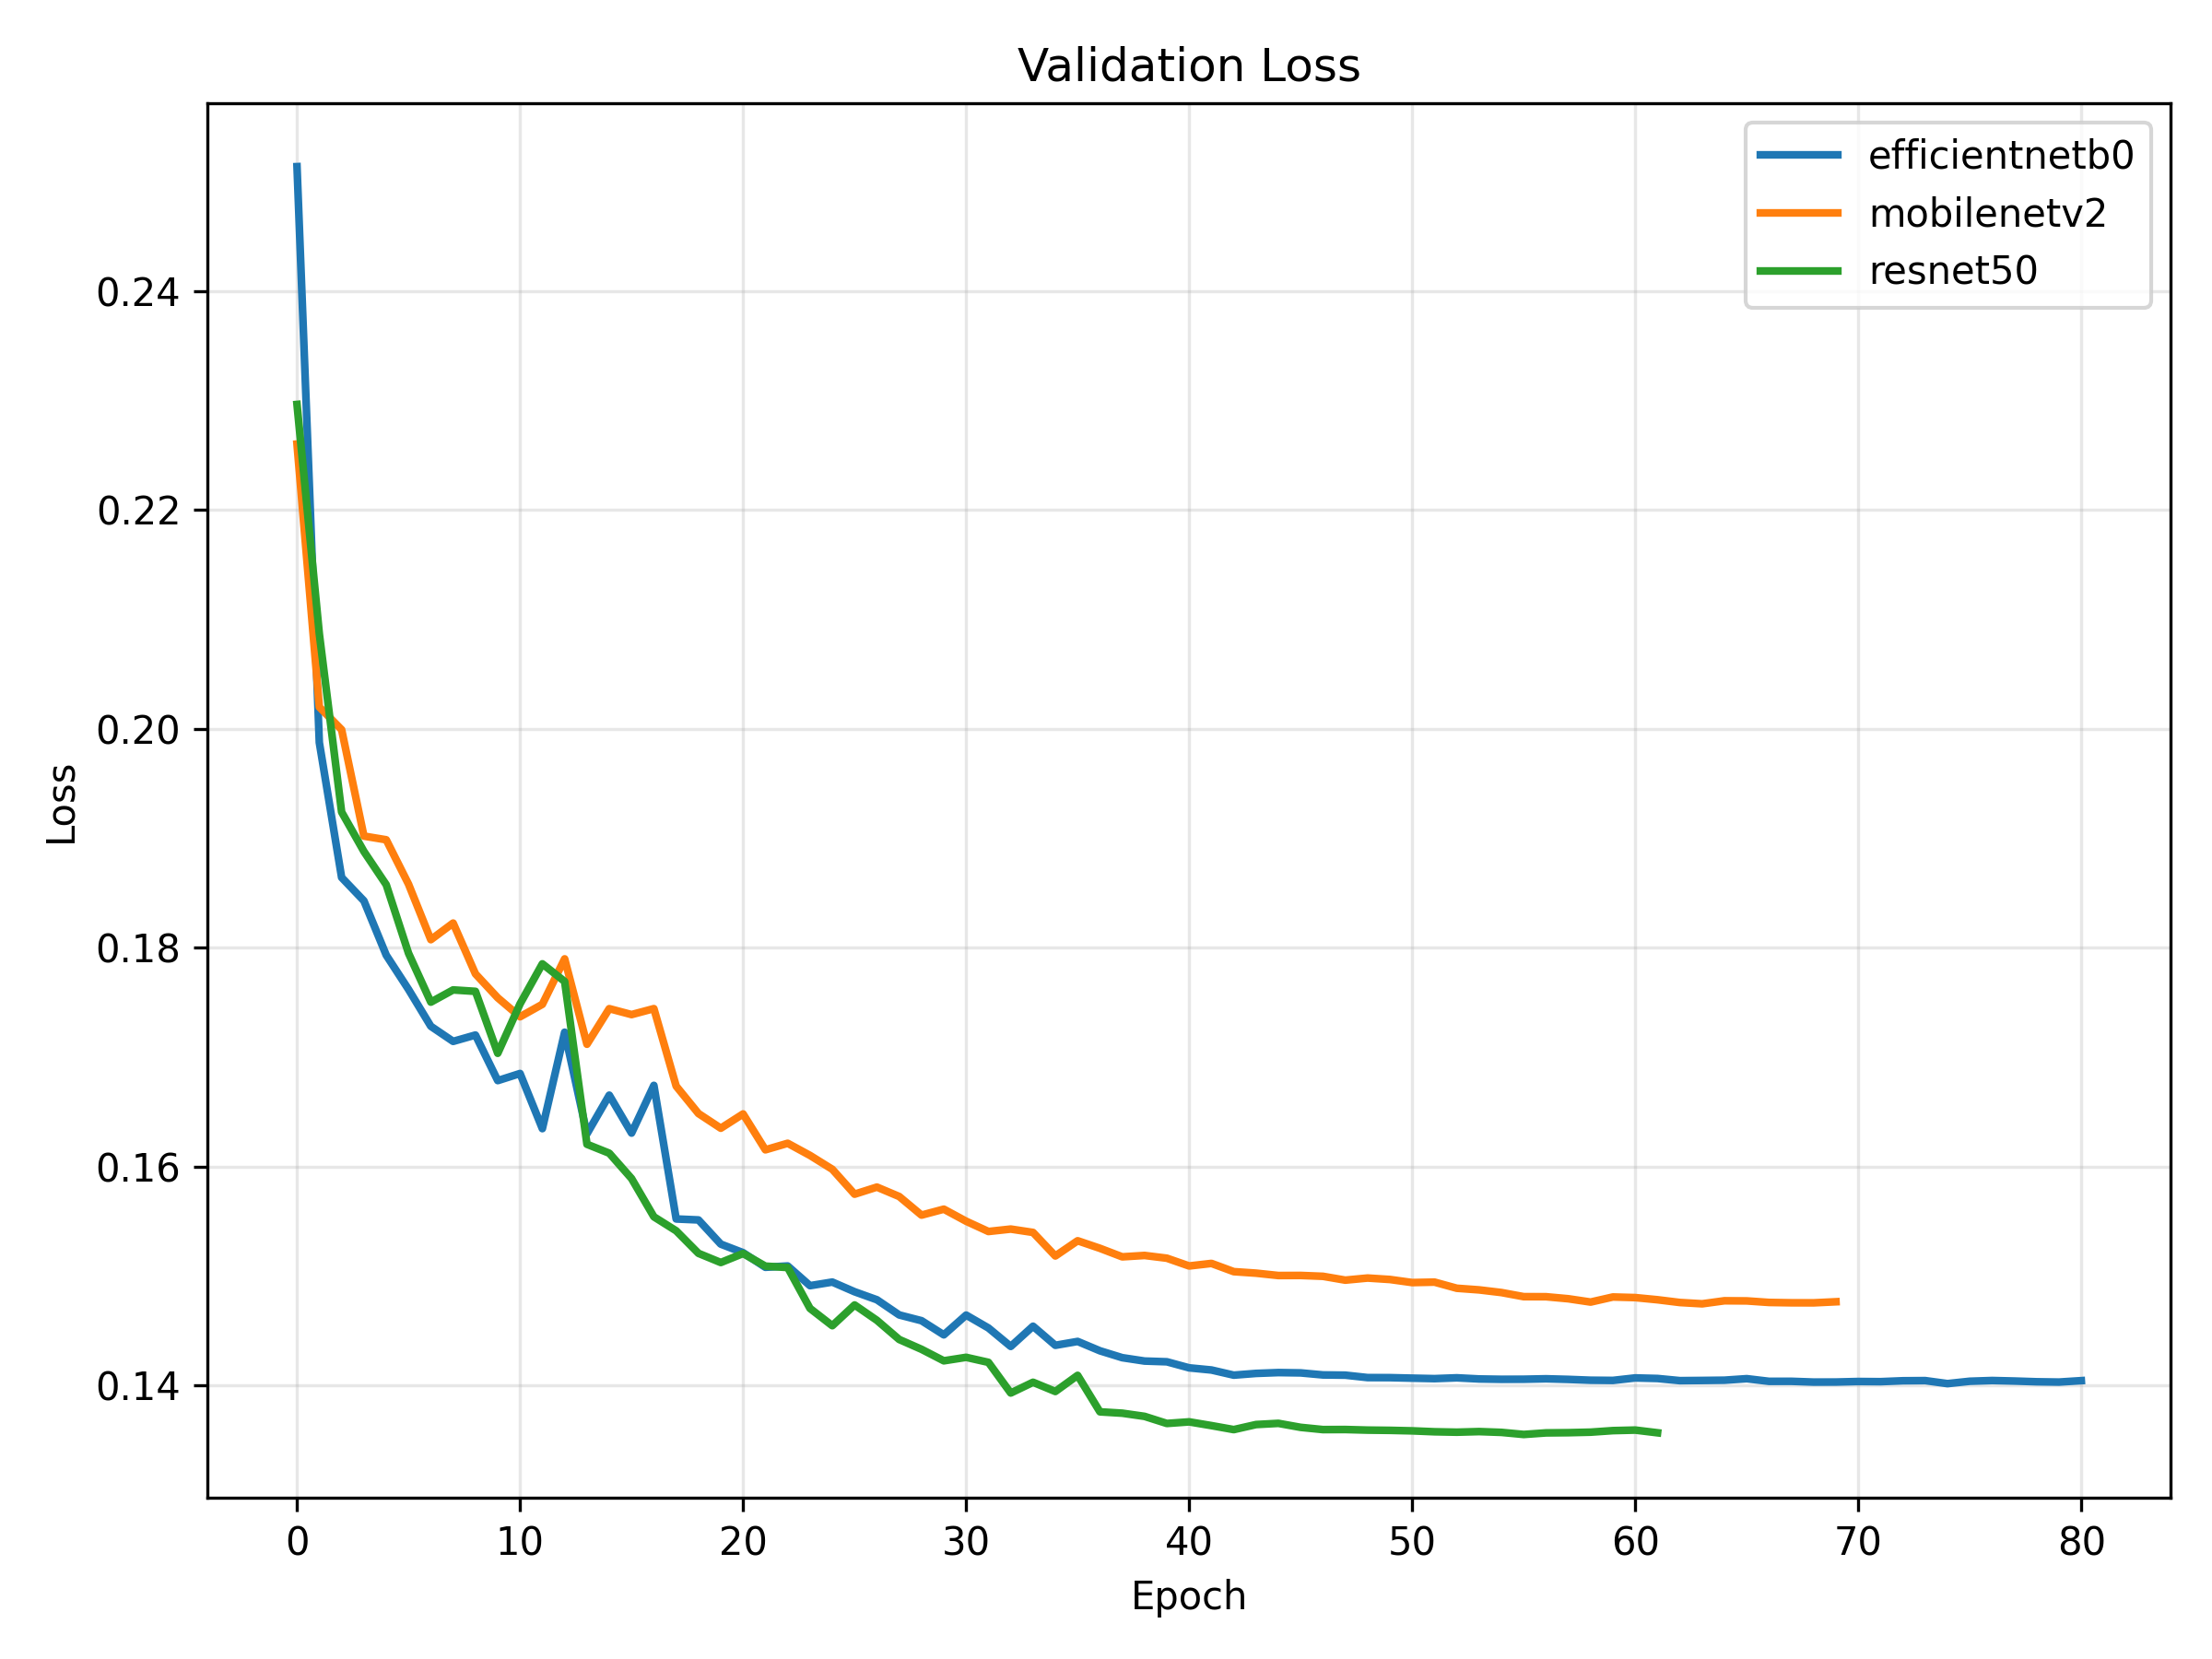 Validation Loss
efficientnetb0
mobilenetv2
resnet50
0.24
0.22
0.20
0.18
0.16
0.14
Loss
0 10 20 30 40 50 60 70 80
Epoch